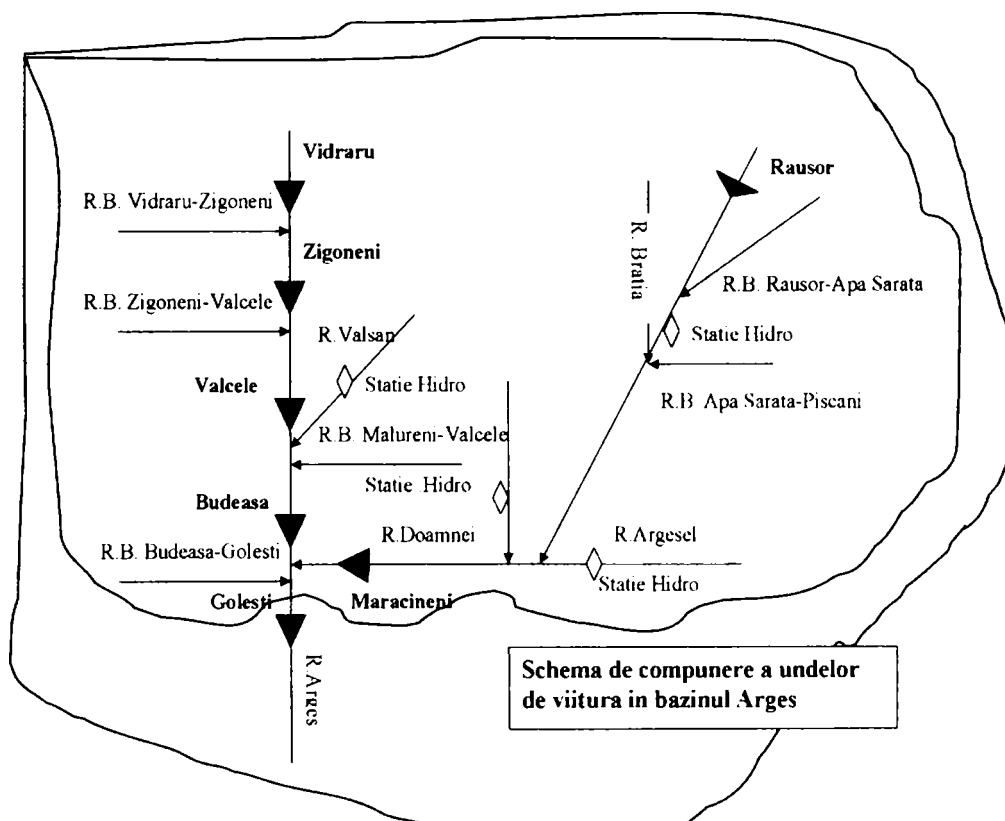 Vidraru
Rausor
R.B. Vidraru-Zigoneni
R. Bratia
Zigoneni
R.B. Rausor-Apa Sarata
R.B. Zigoneni-Valcele
R.Valsan
Statie Hidro
Valcele
Statie Hidro
R.B. Apa Sarata-Piscani
R.B. Malureni-Valcele
Statie Hidro
Budeasa
R.Doamnei
R.Argesel
R.B. Budeasa-Golesti
Statie Hidro
Golesti
Maracineni
R.Arges
Schema de compunere a undelor
de viitura in bazinul Arges